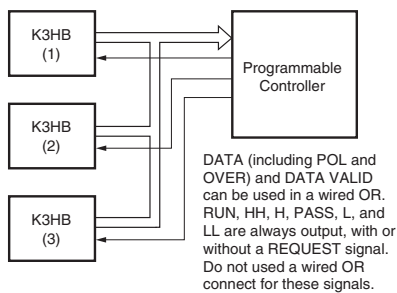 K3HB
(1)
Programmable
Controller
K3HB
(2)
K3HB
(3)
DATA (including POL and
OVER) and DATA VALID
can be used in a wired OR.
RUN, HH, H, PASS, L, and
LL are always output, with or
without a REQUEST signal.
Do not used a wired OR
connect for these signals.